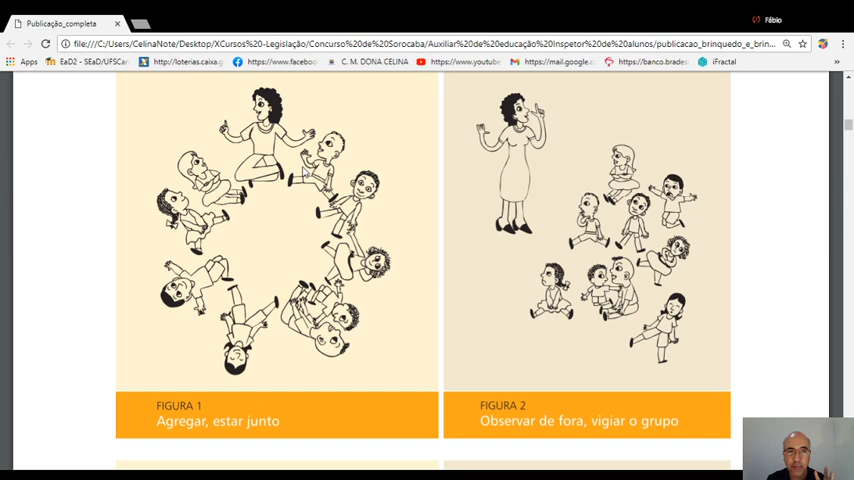 Publicação_completa
Fábio
file:///C:/Users/CelinaNote/Desktop/XCursos%20-Legislação/Concurso%20de%20Sorocaba/Auxiliar%20de%20educação%20Inspetor%20de%20alunos/publicacao_brinquedo_e_brin...
Apps
EaD2 - SEaD/UFSCar
http://loterias.caixa.g
https://www.faceboo
C. M. DONA CELINA
https://www.youtube
https://mail.google.c
https://banco.brades
iFractal
»
FIGURA 1
Agregar, estar junto
FIGURA 2
Observar de fora, vigiar o grupo